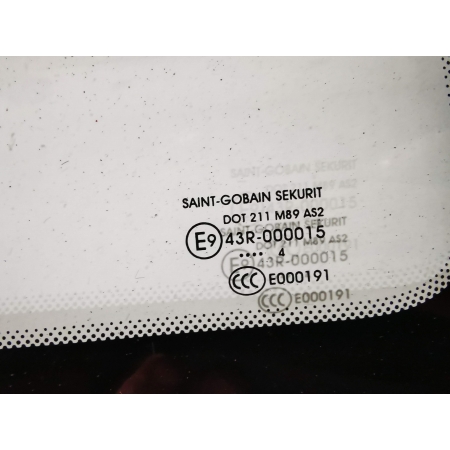 SAINT-GOBAIN SEKURIT
DOT 211 M89 AS2
E9 43R-000015
.... 4
CCC E000191